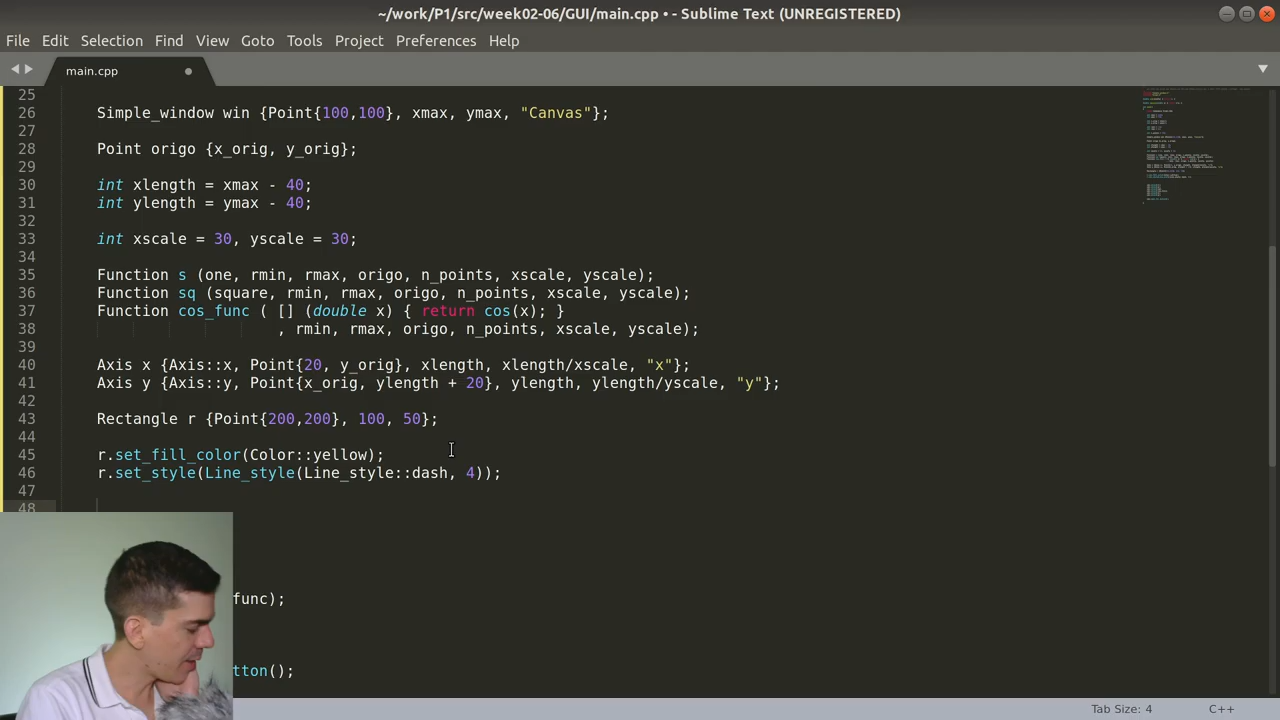 ~/work/P1/src/week02-06/GUI/main.cpp • - Sublime Text (UNREGISTERED)
File Edit Selection Find View Goto Tools Project Preferences Help
main.cpp
25
26 Simple_window win {Point{100,100}, xmax, ymax, "Canvas"};
27
28 Point origo {x_orig, y_orig};
29
30 int xlength = xmax - 40;
31 int ylength = ymax - 40;
32
33 int xscale = 30, yscale = 30;
34
35 Function s (one, rmin, rmax, origo, n_points, xscale, yscale);
36 Function sq (square, rmin, rmax, origo, n_points, xscale, yscale);
37 Function cos_func ( [] (double x) { return cos(x); }
38 , rmin, rmax, origo, n_points, xscale, yscale);
39
40 Axis x {Axis::x, Point{20, y_orig}, xlength, xlength/xscale, "x"};
41 Axis y {Axis::y, Point{x_orig, ylength + 20}, ylength, ylength/yscale, "y"};
42
43 Rectangle r {Point{200,200}, 100, 50};
44
45 r.set_fill_color(Color::yellow);
46 r.set_style(Line_style(Line_style::dash, 4));
47
48
func);
tton();
Tab Size: 4 C++